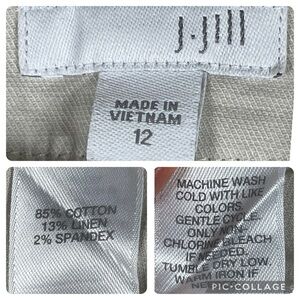 J.Jill
MADE IN
VIETNAM
12
85% COTTON
13% LINEN
2% SPANDEX
MACHINE WASH
COLD WITH LIKE
COLORS
GENTLE CYCLE.
ONLY NON-
CHLORINE BLEACH
IF NEEDED.
TUMBLE DRY LOW.
WARM IRON IF
PIC·COLLAGE